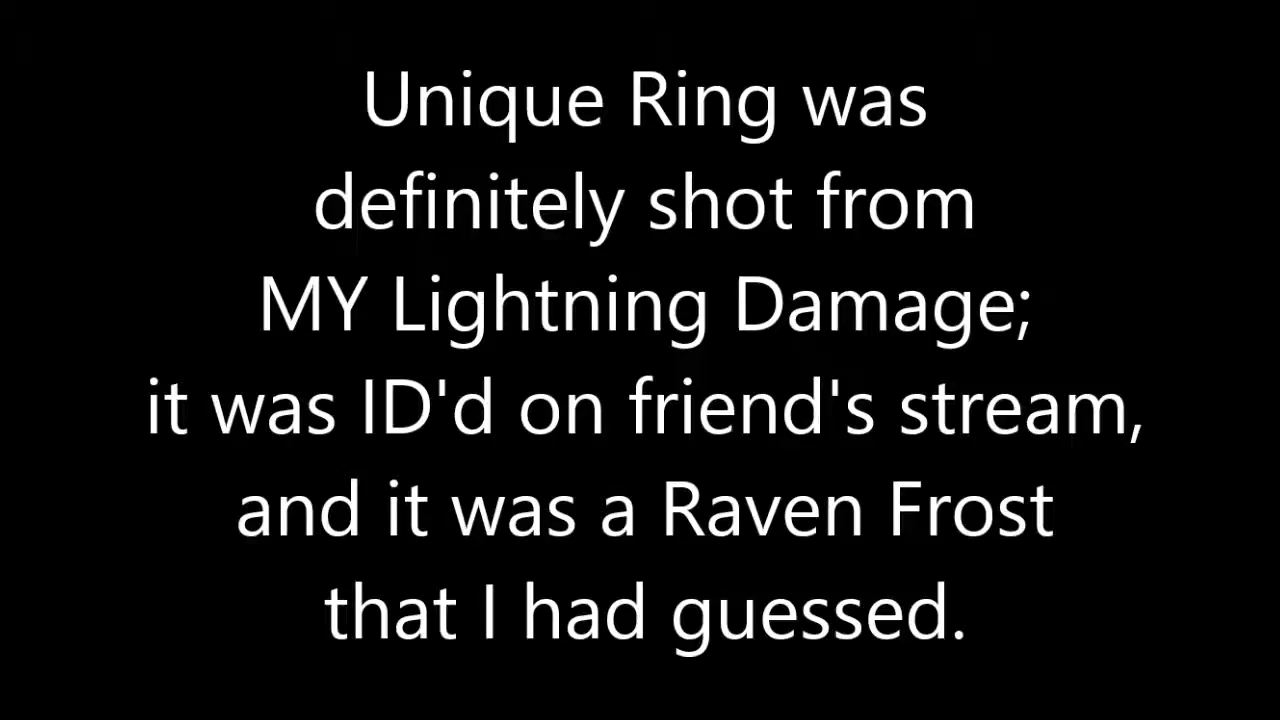 Unique Ring was
definitely shot from
MY Lightning Damage;
it was ID'd on friend's stream,
and it was a Raven Frost
that I had guessed.